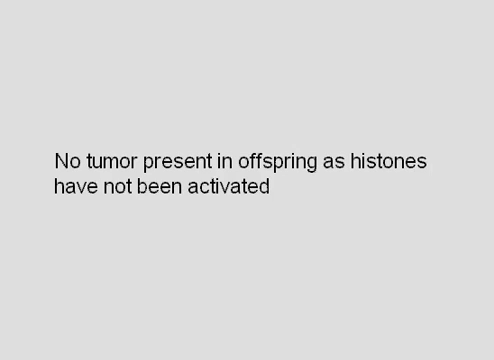 No tumor present in offspring as histones
have not been activated